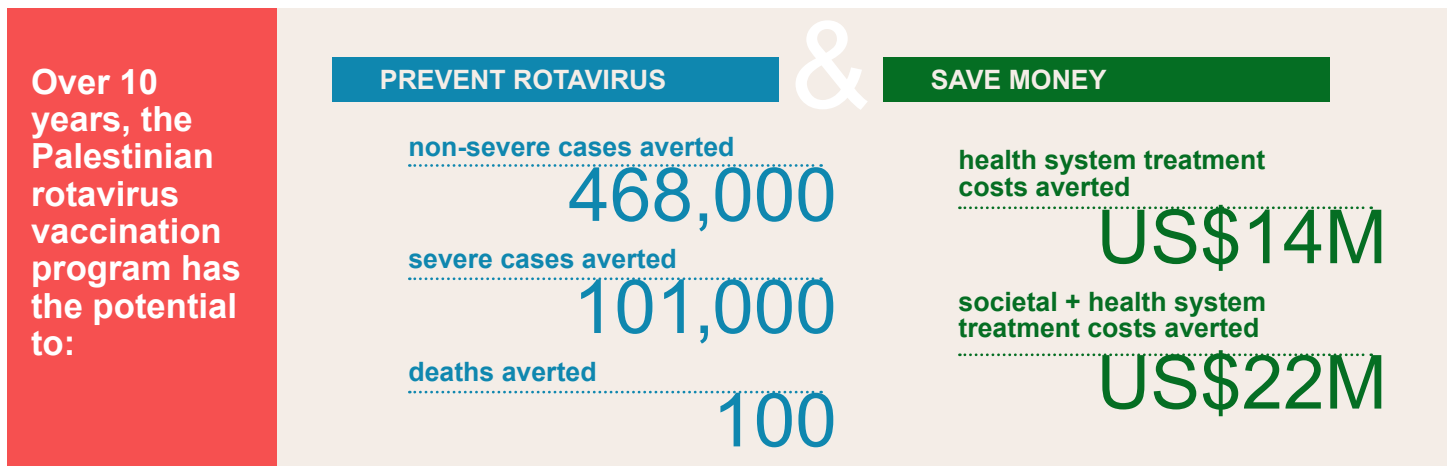 Over 10
years, the
Palestinian
rotavirus
vaccination
program has
the potential
to:
PREVENT ROTAVIRUS
&
SAVE MONEY
non-severe cases averted
468,000
severe cases averted
101,000
deaths averted
100
health system treatment
costs averted
US$14M
societal + health system
treatment costs averted
US$22M